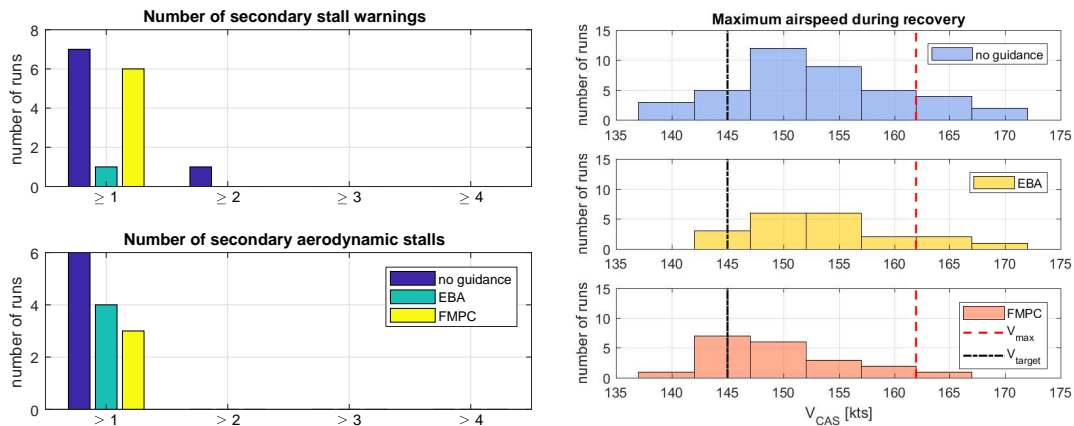 Number of secondary stall warnings
number of runs
8
6
4
2
0
≥ 1
≥ 2
≥ 3
≥ 4
Number of secondary aerodynamic stalls
number of runs
6
4
2
0
no guidance
EBA
FMPC
> 1
> 2
> 3
> 4
Maximum airspeed during recovery
number of runs
15
10
5
0
no guidance
135 140 145 150 155 160 165 170 175
number of runs
15
10
5
0
EBA
135 140 145 150 155 160 165 170 175
number of runs
15
10
5
0
FMPC
V_max
V_target
135 140 145 150 155 160 165 170 175
V_CAS [kts]